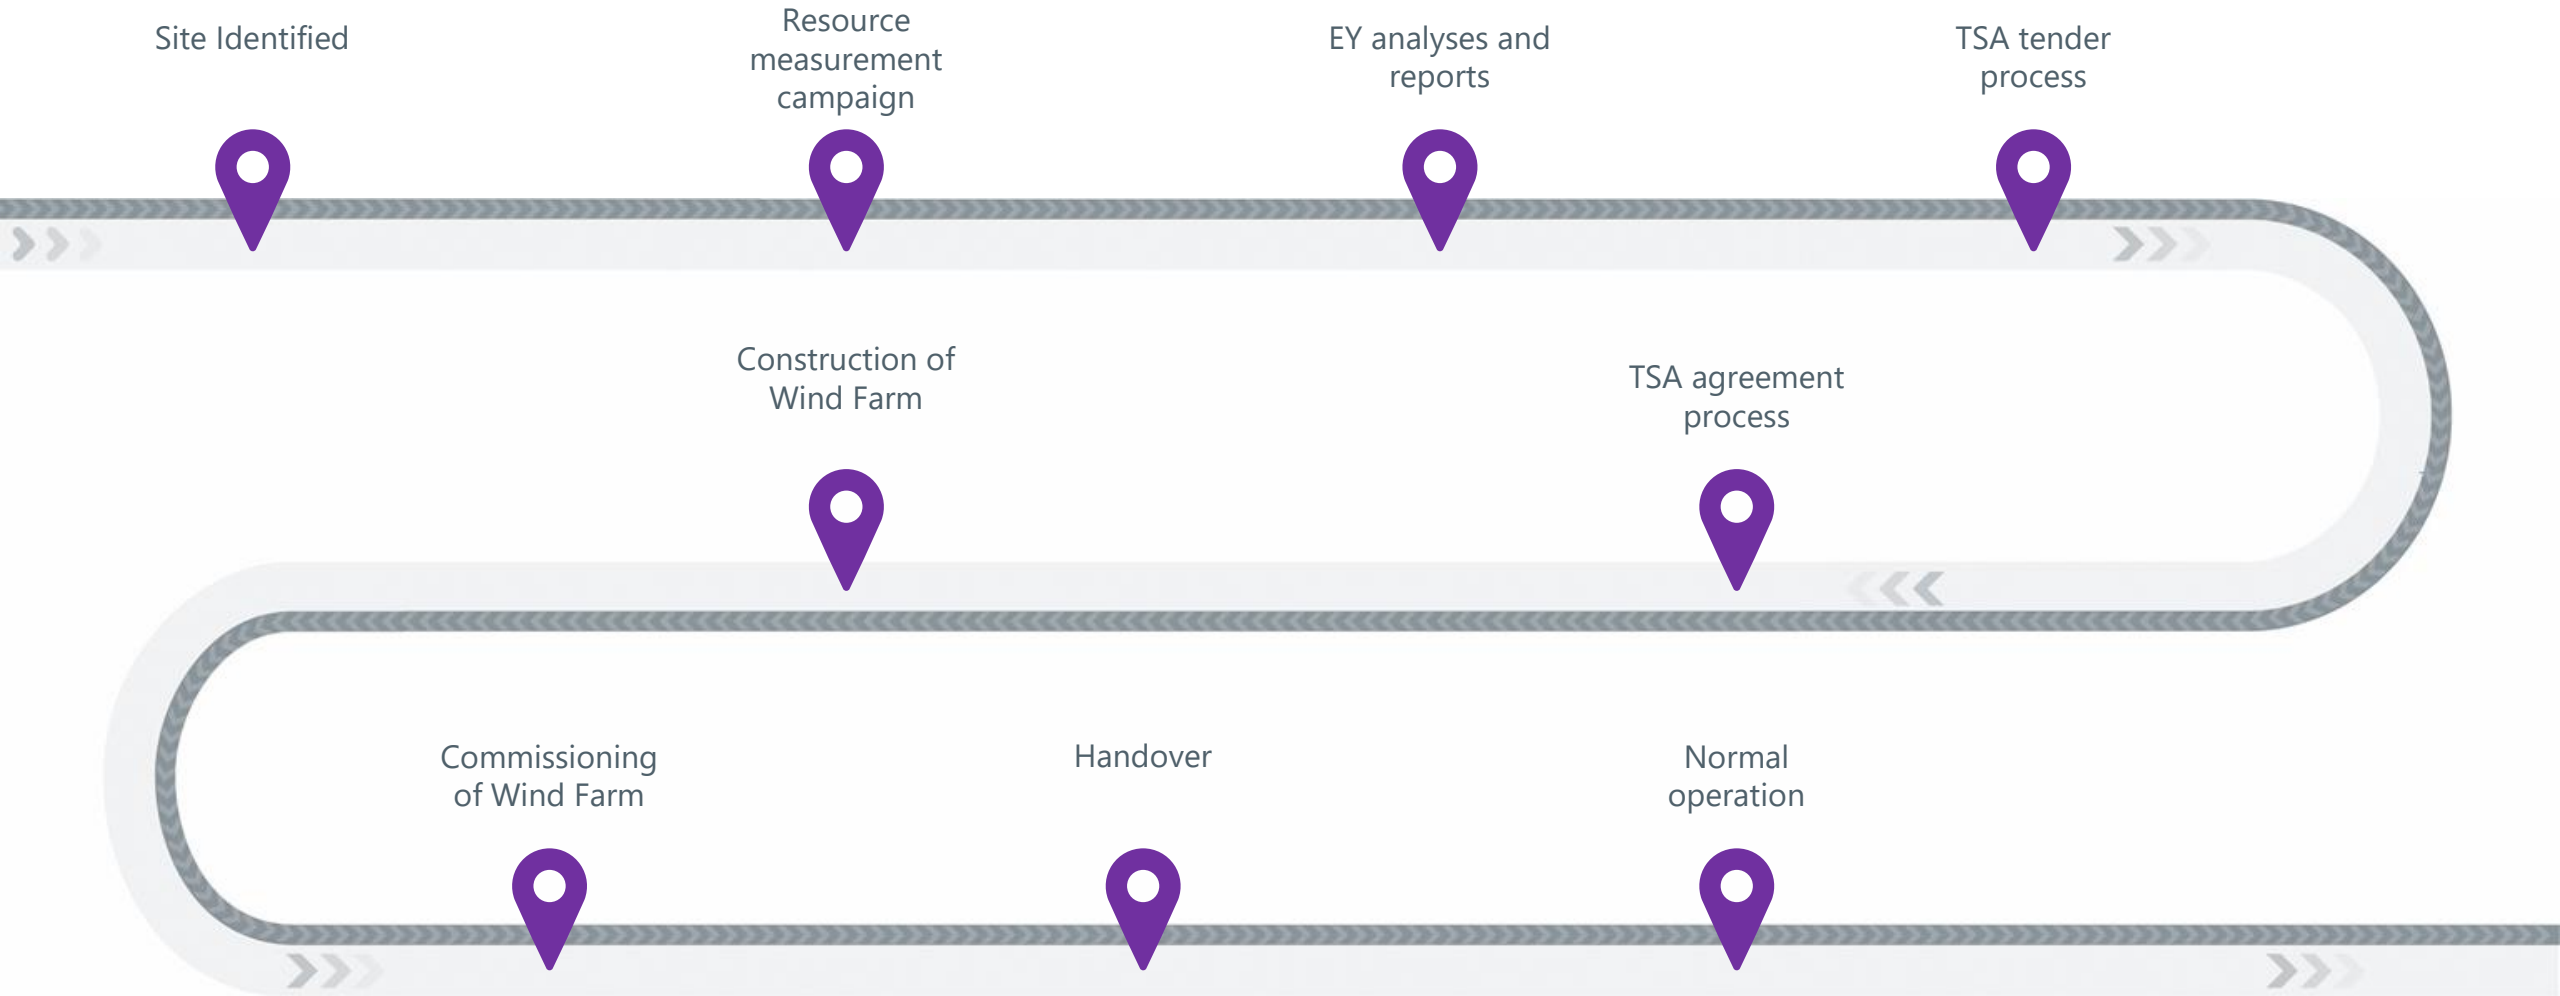 Site Identified
Resource
measurement
campaign
EY analyses and
reports
TSA tender
process
Construction of
Wind Farm
TSA agreement
process
Commissioning
of Wind Farm
Handover
Normal
operation